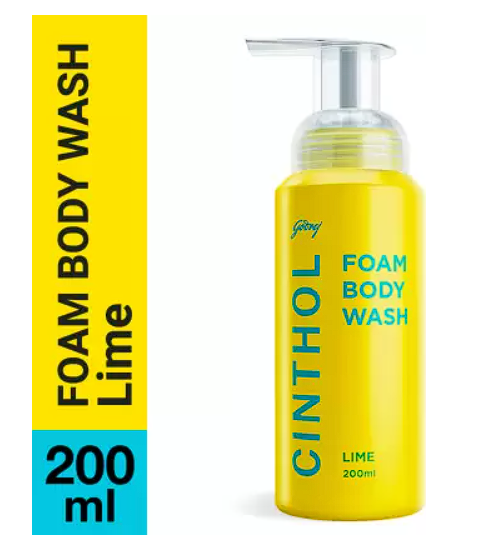 FOAM BODY WASH
Lime
200
ml
Godrej
CINTHOL
FOAM
BODY
WASH
LIME
200ml